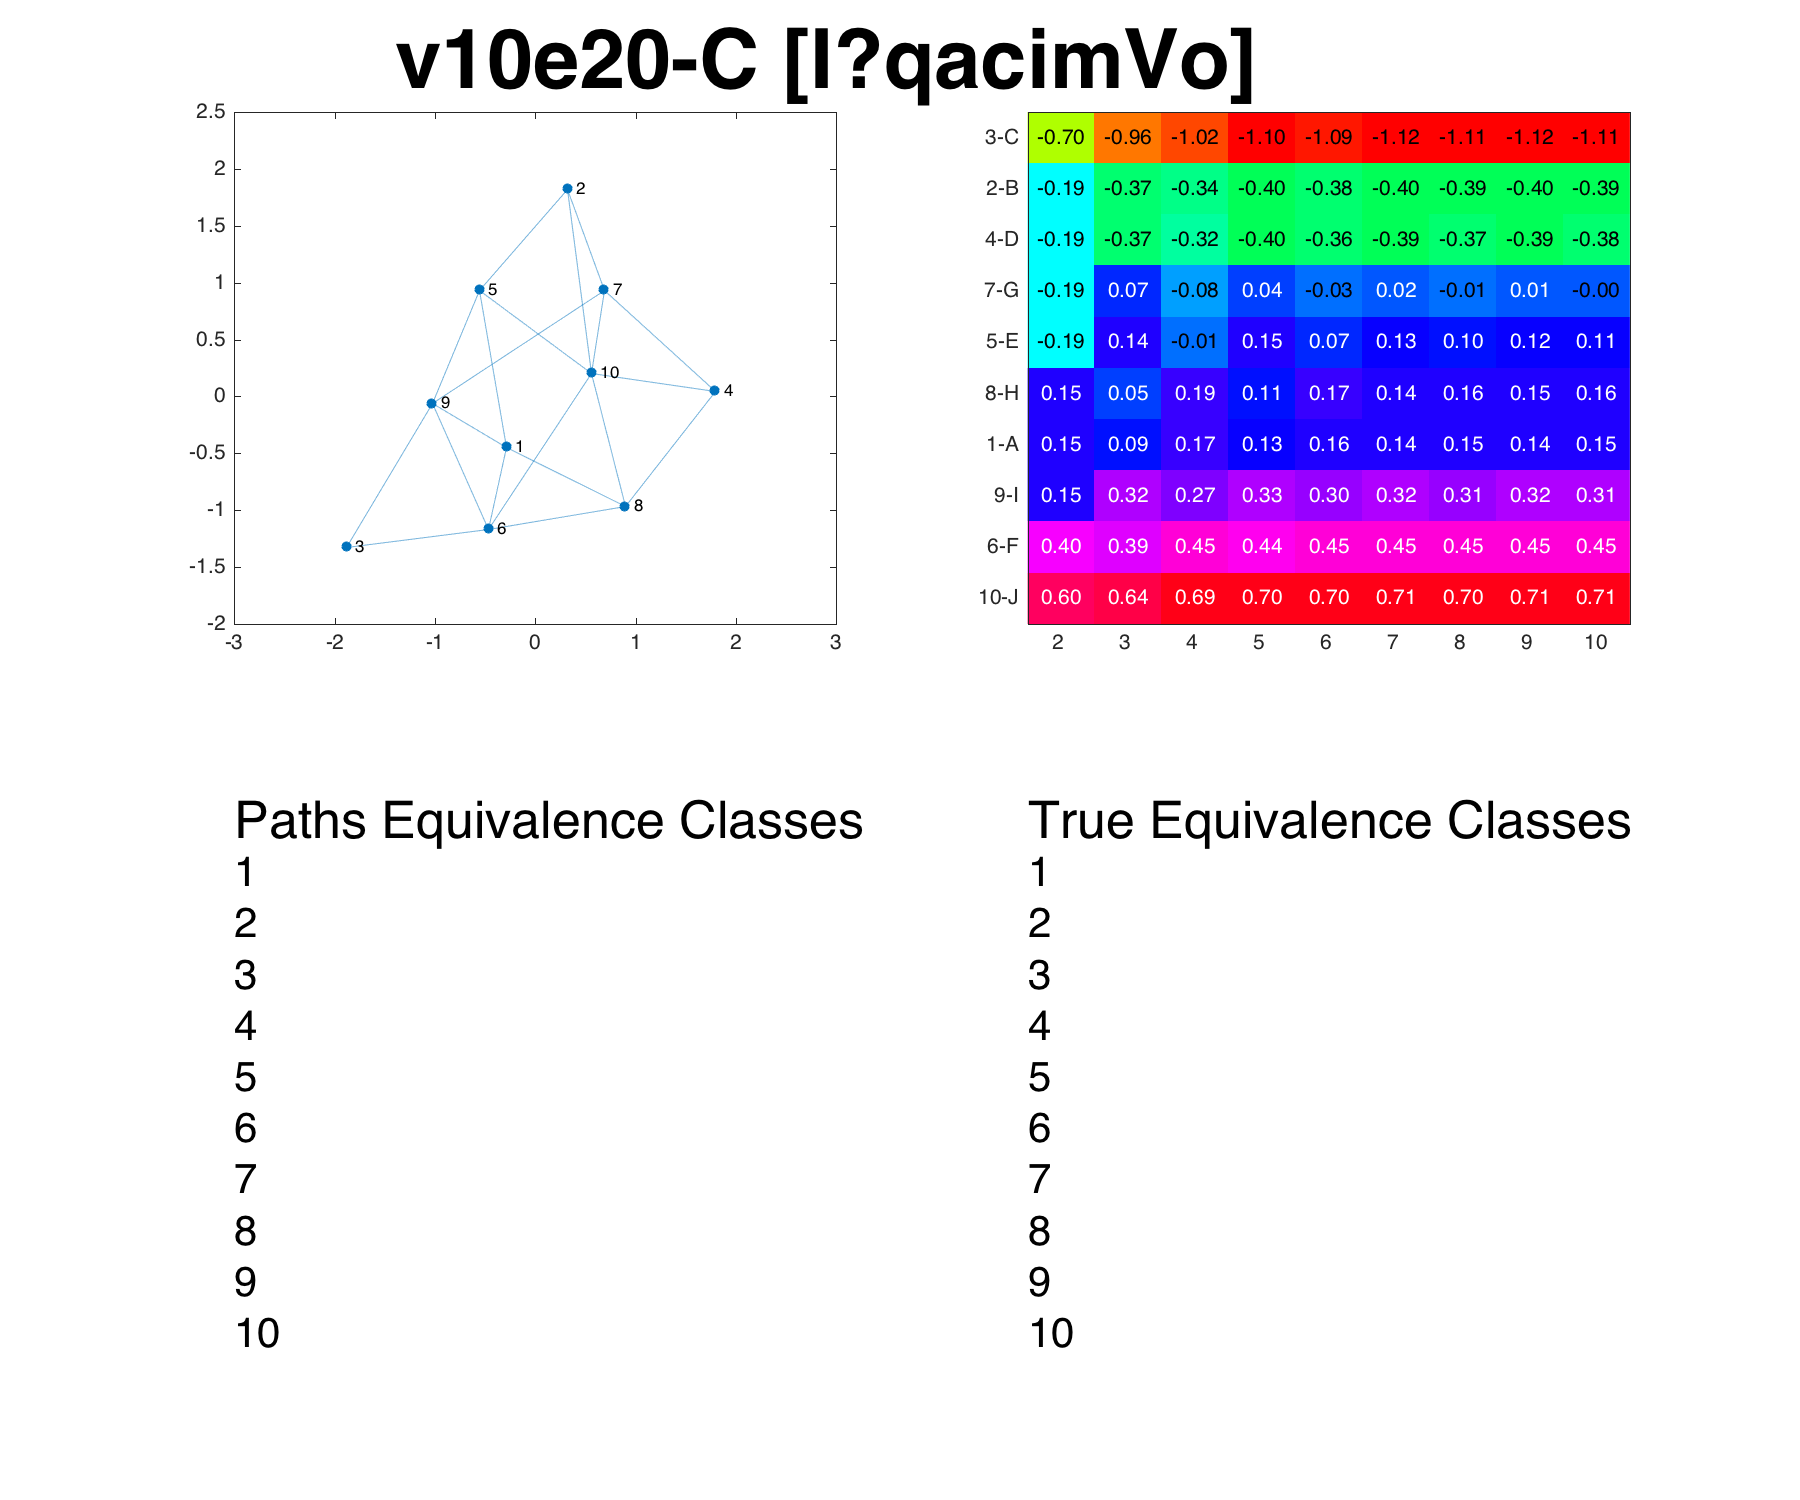 v10e20-C [I?qacimVo]
2.5
2
1.5
1
0.5
0
-0.5
-1
-1.5
-2
-3 -2 -1 0 1 2 3
2
5 7
10
4
9
1
8
6
3
3-C -0.70 -0.96 -1.02 -1.10 -1.09 -1.12 -1.11 -1.12 -1.11
2-B -0.19 -0.37 -0.34 -0.40 -0.38 -0.40 -0.39 -0.40 -0.39
4-D -0.19 -0.37 -0.32 -0.40 -0.36 -0.39 -0.37 -0.39 -0.38
7-G -0.19 0.07 -0.08 0.04 -0.03 0.02 -0.01 0.01 -0.00
5-E -0.19 0.14 -0.01 0.15 0.07 0.13 0.10 0.12 0.11
8-H 0.15 0.05 0.19 0.11 0.17 0.14 0.16 0.15 0.16
1-A 0.15 0.09 0.17 0.13 0.16 0.14 0.15 0.14 0.15
9-I 0.15 0.32 0.27 0.33 0.30 0.32 0.31 0.32 0.31
6-F 0.40 0.39 0.45 0.44 0.45 0.45 0.45 0.45 0.45
10-J 0.60 0.64 0.69 0.70 0.70 0.71 0.70 0.71 0.71
2 3 4 5 6 7 8 9 10
Paths Equivalence Classes
1
2
3
4
5
6
7
8
9
10
True Equivalence Classes
1
2
3
4
5
6
7
8
9
10